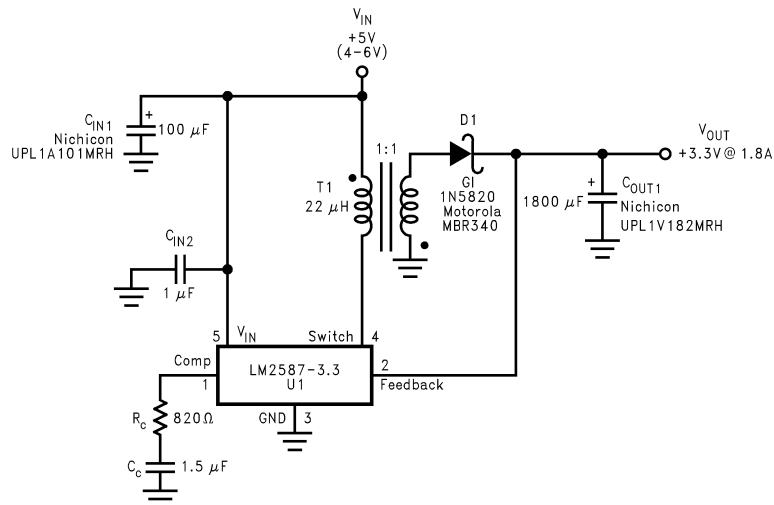 V_IN
+5V
(4-6V)
C_IN1
Nichicon
UPL1A101MRH
+
100 μF
1:1
T1
22 μH
D1
GI
1N5820
Motorola
MBR340
V_OUT
+3.3V @ 1.8A
+
1800 μF
C_OUT1
Nichicon
UPL1V182MRH
C_IN2
1 μF
5
V_IN
Switch
4
Comp
1
LM2587-3.3
U1
2
Feedback
GND
3
R_c
820Ω
C_c
1.5 μF